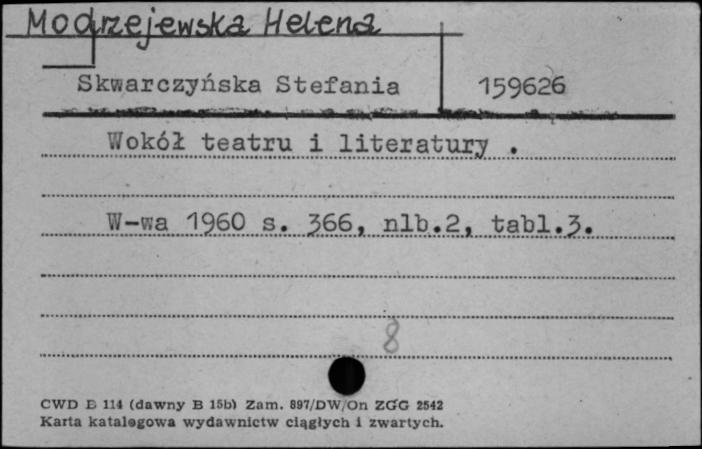 Modrzejewska Helena
Skwarczyńska Stefania 159626
Wokół teatru i literatury .
W-wa 1960 s. 366, nlb.2, tabl.3.
8
CWD B 114 (dawny B 15b) Zam. 897/DW/On ZGG 2542
Karta katalogowa wydawnictw ciągłych i zwartych.